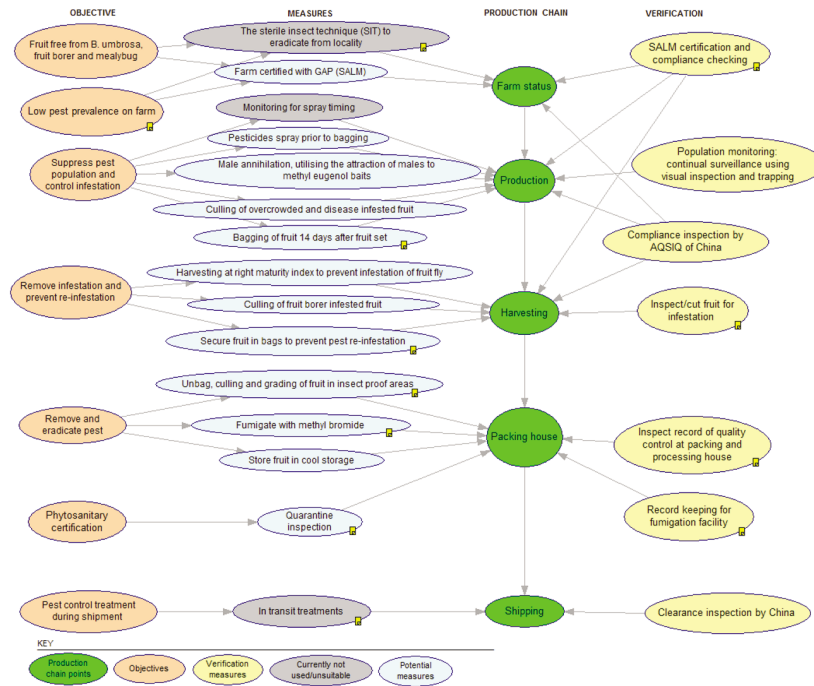 OBJECTIVE
MEASURES
PRODUCTION CHAIN
VERIFICATION
Fruit free from B. umbrosa,
fruit borer and mealybug
The sterile insect technique (SIT) to
eradicate from locality
SALM certification and
compliance checking
Farm certified with GAP (SALM)
Farm status
Low pest prevalence on farm
Monitoring for spray timing
Pesticides spray prior to bagging
Population monitoring:
continual surveillance using
visual inspection and trapping
Suppress pest
population and
control infestation
Male annihilation, utilising the attraction of males to
methyl eugenol baits
Production
Culling of overcrowded and disease infested fruit
Bagging of fruit 14 days after fruit set
Compliance inspection by
AQSIQ of China
Harvesting at right maturity index to prevent infestation of fruit fly
Remove infestation and
prevent re-infestation
Culling of fruit borer infested fruit
Harvesting
Inspect/cut fruit for
infestation
Secure fruit in bags to prevent pest re-infestation
Unbag, culling and grading of fruit in insect proof areas
Remove and
eradicate pest
Fumigate with methyl bromide
Packing house
Inspect record of quality
control at packing and
processing house
Store fruit in cool storage
Phytosanitary
certification
Quarantine
inspection
Record keeping for
fumigation facility
Pest control treatment
during shipment
In transit treatments
Shipping
Clearance inspection by China
KEY
Production
chain points
Objectives
Verification
measures
Currently not
used/unsuitable
Potential
measures